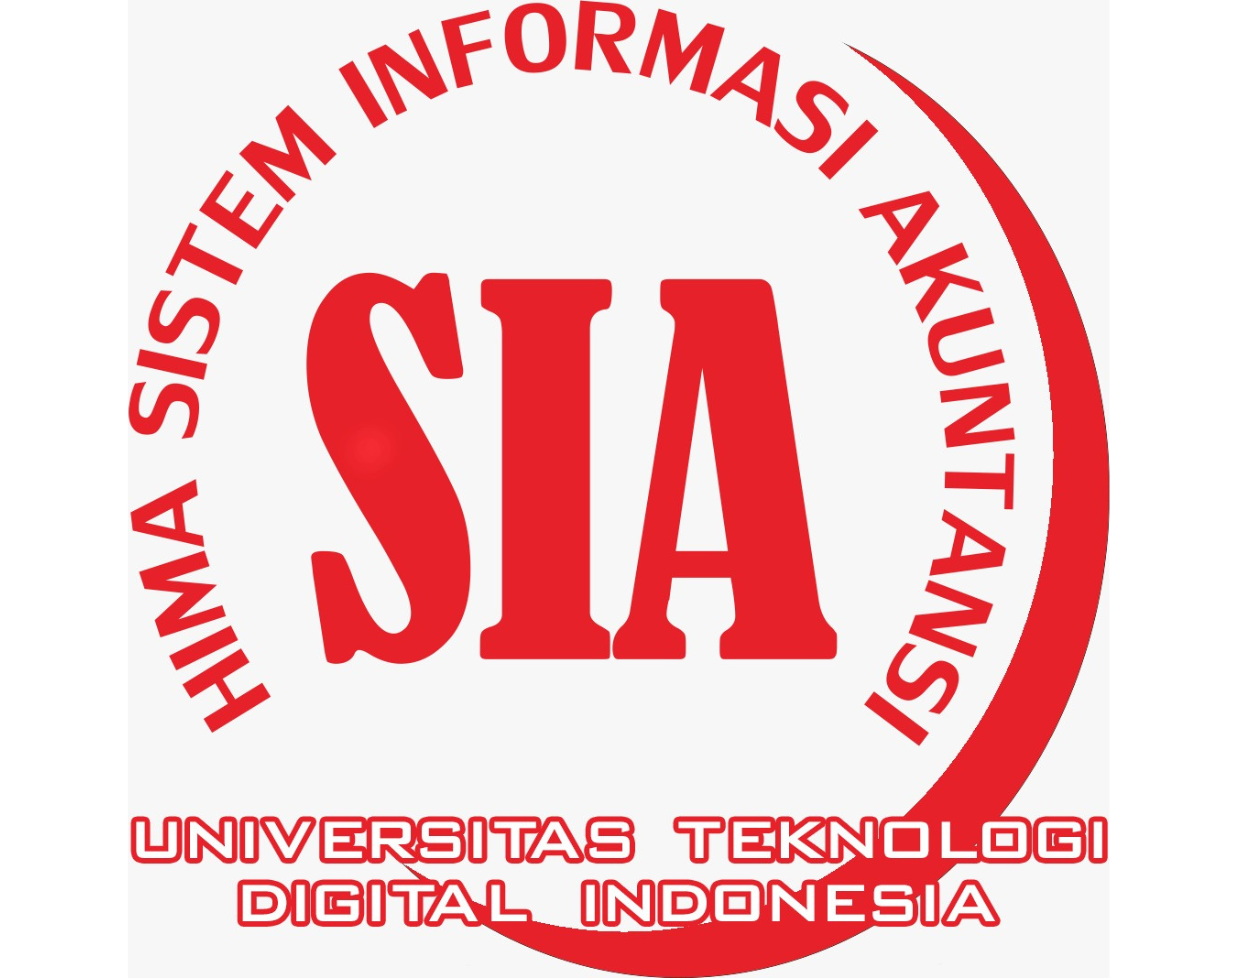 HIMA SISTEM INFORMASI AKUNTANSI
SIA
UNIVERSITAS TEKNOLOGI
DIGITAL INDONESIA